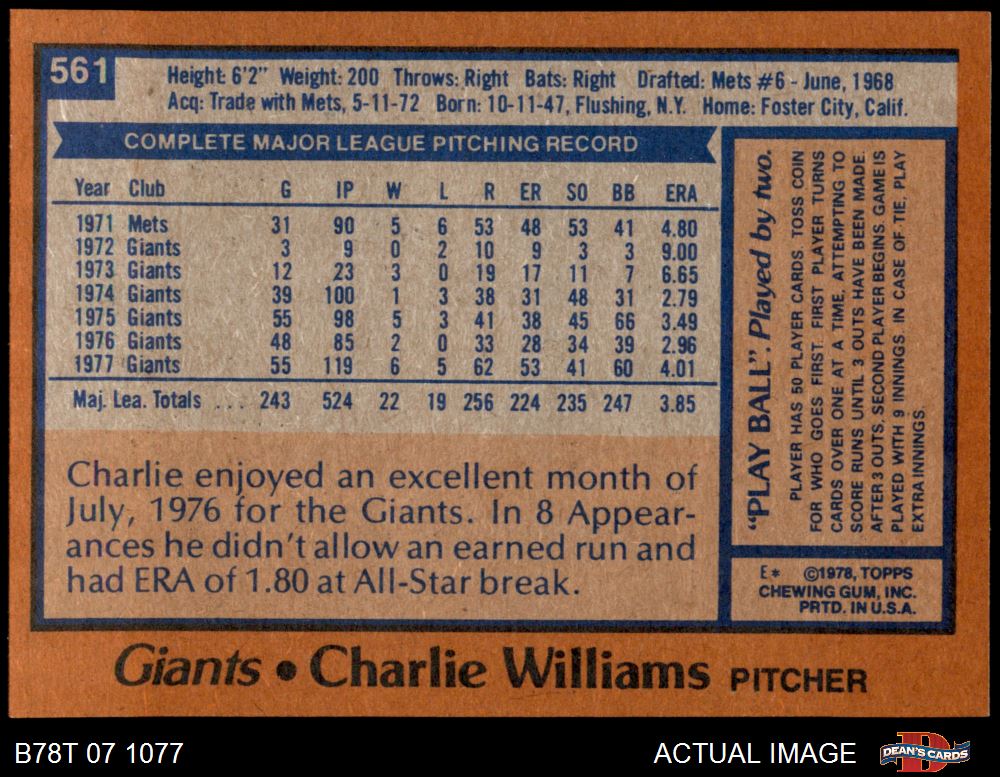 561
Height: 6'2" Weight: 200 Throws: Right Bats: Right Drafted: Mets #6 - June, 1968
Acq: Trade with Mets, 5-11-72 Born: 10-11-47, Flushing, N.Y. Home: Foster City, Calif.
COMPLETE MAJOR LEAGUE PITCHING RECORD
Year Club G IP W L R ER SO BB ERA
1971 Mets 31 90 5 6 53 48 53 41 4.80
1972 Giants 3 9 0 2 10 9 3 3 9.00
1973 Giants 12 23 3 0 19 17 11 7 6.65
1974 Giants 39 100 1 3 38 31 48 31 2.79
1975 Giants 55 98 5 3 41 38 45 66 3.49
1976 Giants 48 85 2 0 33 28 34 39 2.96
1977 Giants 55 119 6 5 62 53 41 60 4.01
Maj. Lea. Totals ... 243 524 22 19 256 224 235 247 3.85
Charlie enjoyed an excellent month of
July, 1976 for the Giants. In 8 Appear-
ances he didn't allow an earned run and
had ERA of 1.80 at All-Star break.
"PLAY BALL". Played by two.
PLAYER HAS 50 PLAYER CARDS. TOSS COIN
FOR WHO GOES FIRST. FIRST PLAYER TURNS
CARDS OVER ONE AT A TIME, ATTEMPTING TO
SCORE RUNS UNTIL 3 OUTS HAVE BEEN MADE.
AFTER 3 OUTS, SECOND PLAYER BEGINS. GAME IS
PLAYED WITH 9 INNINGS. IN CASE OF TIE, PLAY
EXTRA INNINGS.
E* ©1978, TOPPS
CHEWING GUM, INC.
PRTD. IN U.S.A.
Giants • Charlie Williams PITCHER
B78T 07 1077
ACTUAL IMAGE
DEAN'S CARDS